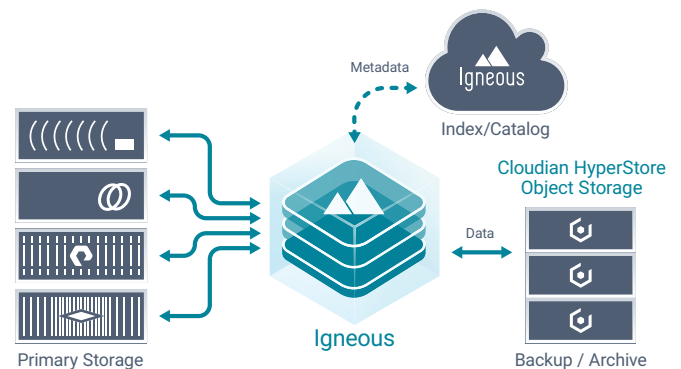 Metadata
Igneous
Index/Catalog
Cloudian HyperStore
Object Storage
Data
Igneous
Primary Storage
Backup / Archive